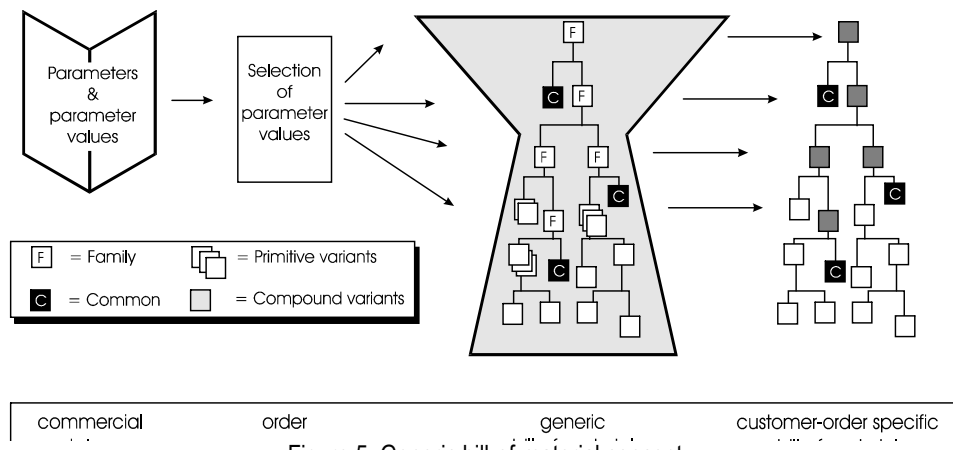 Parameters
&
parameter
values
Selection
of
parameter
values
F
C F
F F
C
F
C
C
C
C
F = Family
= Primitive variants
C = Common
= Compound variants
commercial order generic customer-order specific